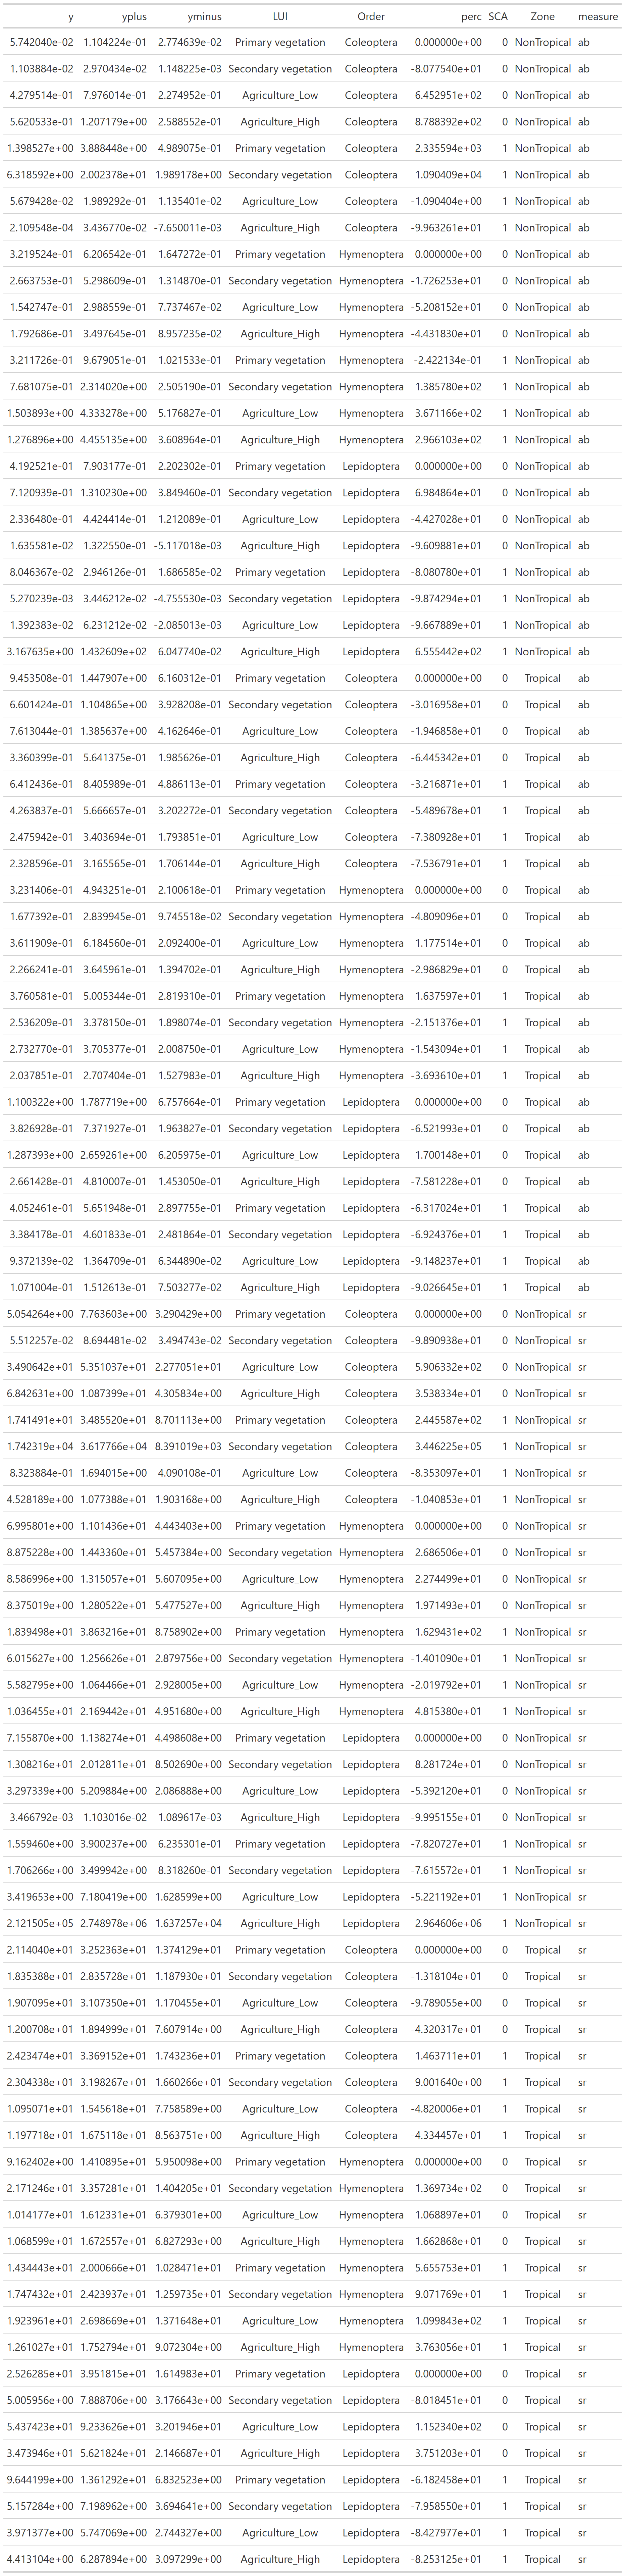 y yplus yminus LUI Order perc SCA Zone measure
5.742040e-02 1.104224e-01 2.774639e-02 Primary vegetation Coleoptera 0.000000e+00 0 NonTropical ab
1.103884e-02 2.970434e-02 1.148225e-03 Secondary vegetation Coleoptera -8.077540e+01 0 NonTropical ab
4.279514e-01 7.976014e-01 2.274952e-01 Agriculture_Low Coleoptera 6.452951e+02 0 NonTropical ab
5.620533e-01 1.207179e+00 2.588552e-01 Agriculture_High Coleoptera 8.788392e+02 0 NonTropical ab
1.398527e+00 3.888448e+00 4.989075e-01 Primary vegetation Coleoptera 2.335594e+03 1 NonTropical ab
6.318592e+00 2.002378e+01 1.989178e+00 Secondary vegetation Coleoptera 1.090409e+04 1 NonTropical ab
5.679428e-02 1.989292e-01 1.135401e-02 Agriculture_Low Coleoptera -1.090404e+00 1 NonTropical ab
2.109548e-04 3.436770e-02 -7.650011e-03 Agriculture_High Coleoptera -9.963261e+01 1 NonTropical ab
3.219524e-01 6.206542e-01 1.647272e-01 Primary vegetation Hymenoptera 0.000000e+00 0 NonTropical ab
2.663753e-01 5.298609e-01 1.314870e-01 Secondary vegetation Hymenoptera -1.726253e+01 0 NonTropical ab
1.542747e-01 2.988559e-01 7.737467e-02 Agriculture_Low Hymenoptera -5.208152e+01 0 NonTropical ab
1.792686e-01 3.497645e-01 8.957235e-02 Agriculture_High Hymenoptera -4.431830e+01 0 NonTropical ab
3.211726e-01 9.679051e-01 1.021533e-01 Primary vegetation Hymenoptera -2.422134e-01 1 NonTropical ab
7.681075e-01 2.314020e+00 2.505190e-01 Secondary vegetation Hymenoptera 1.385780e+02 1 NonTropical ab
1.503893e+00 4.333278e+00 5.176827e-01 Agriculture_Low Hymenoptera 3.671166e+02 1 NonTropical ab
1.276896e+00 4.455135e+00 3.608964e-01 Agriculture_High Hymenoptera 2.966103e+02 1 NonTropical ab
4.192521e-01 7.903177e-01 2.202302e-01 Primary vegetation Lepidoptera 0.000000e+00 0 NonTropical ab
7.120939e-01 1.310230e+00 3.849460e-01 Secondary vegetation Lepidoptera 6.984864e+01 0 NonTropical ab
2.336480e-01 4.424414e-01 1.212089e-01 Agriculture_Low Lepidoptera -4.427028e+01 0 NonTropical ab
1.635581e-02 1.322550e-01 -5.117018e-03 Agriculture_High Lepidoptera -9.609881e+01 0 NonTropical ab
8.046367e-02 2.946126e-01 1.686585e-02 Primary vegetation Lepidoptera -8.080780e+01 1 NonTropical ab
5.270239e-03 3.446212e-02 -4.755530e-03 Secondary vegetation Lepidoptera -9.874294e+01 1 NonTropical ab
1.392383e-02 6.231212e-02 -2.085013e-03 Agriculture_Low Lepidoptera -9.667889e+01 1 NonTropical ab
3.167635e+00 1.432609e+02 6.047740e-02 Agriculture_High Lepidoptera 6.555442e+02 1 NonTropical ab
9.453508e-01 1.447907e+00 6.160312e-01 Primary vegetation Coleoptera 0.000000e+00 0 Tropical ab
6.601424e-01 1.104865e+00 3.928208e-01 Secondary vegetation Coleoptera -3.016958e+01 0 Tropical ab
7.613044e-01 1.385637e+00 4.162646e-01 Agriculture_Low Coleoptera -1.946858e+01 0 Tropical ab
3.360399e-01 5.641375e-01 1.985626e-01 Agriculture_High Coleoptera -6.445342e+01 0 Tropical ab
6.412436e-01 8.405989e-01 4.886113e-01 Primary vegetation Coleoptera -3.216871e+01 1 Tropical ab
4.263837e-01 5.666657e-01 3.202272e-01 Secondary vegetation Coleoptera -5.489678e+01 1 Tropical ab
2.475942e-01 3.403694e-01 1.793851e-01 Agriculture_Low Coleoptera -7.380928e+01 1 Tropical ab
2.328596e-01 3.165565e-01 1.706144e-01 Agriculture_High Coleoptera -7.536791e+01 1 Tropical ab
3.231406e-01 4.943251e-01 2.100618e-01 Primary vegetation Hymenoptera 0.000000e+00 0 Tropical ab
1.677392e-01 2.839945e-01 9.745518e-02 Secondary vegetation Hymenoptera -4.809096e+01 0 Tropical ab
3.611909e-01 6.184560e-01 2.092400e-01 Agriculture_Low Hymenoptera 1.177514e+01 0 Tropical ab
2.266241e-01 3.645961e-01 1.394702e-01 Agriculture_High Hymenoptera -2.986829e+01 0 Tropical ab
3.760581e-01 5.005344e-01 2.819310e-01 Primary vegetation Hymenoptera 1.637597e+01 1 Tropical ab
2.536209e-01 3.378150e-01 1.898074e-01 Secondary vegetation Hymenoptera -2.151376e+01 1 Tropical ab
2.732770e-01 3.705377e-01 2.008750e-01 Agriculture_Low Hymenoptera -1.543094e+01 1 Tropical ab
2.037851e-01 2.707404e-01 1.527983e-01 Agriculture_High Hymenoptera -3.693610e+01 1 Tropical ab
1.100322e+00 1.787719e+00 6.757664e-01 Primary vegetation Lepidoptera 0.000000e+00 0 Tropical ab
3.826928e-01 7.371927e-01 1.963827e-01 Secondary vegetation Lepidoptera -6.521993e+01 0 Tropical ab
1.287393e+00 2.659261e+00 6.205975e-01 Agriculture_Low Lepidoptera 1.700148e+01 0 Tropical ab
2.661428e-01 4.810007e-01 1.453050e-01 Agriculture_High Lepidoptera -7.581228e+01 0 Tropical ab
4.052461e-01 5.651948e-01 2.897755e-01 Primary vegetation Lepidoptera -6.317024e+01 1 Tropical ab
3.384178e-01 4.601833e-01 2.481864e-01 Secondary vegetation Lepidoptera -6.924376e+01 1 Tropical ab
9.372139e-02 1.364709e-01 6.344890e-02 Agriculture_Low Lepidoptera -9.148237e+01 1 Tropical ab
1.071004e-01 1.512613e-01 7.503277e-02 Agriculture_High Lepidoptera -9.026645e+01 1 Tropical ab
5.054264e+00 7.763603e+00 3.290429e+00 Primary vegetation Coleoptera 0.000000e+00 0 NonTropical sr
5.512257e-02 8.694481e-02 3.494743e-02 Secondary vegetation Coleoptera -9.890938e+01 0 NonTropical sr
3.490642e+01 5.351037e+01 2.277051e+01 Agriculture_Low Coleoptera 5.906332e+02 0 NonTropical sr
6.842631e+00 1.087399e+01 4.305834e+00 Agriculture_High Coleoptera 3.538334e+01 0 NonTropical sr
1.741491e+01 3.485520e+01 8.701113e+00 Primary vegetation Coleoptera 2.445587e+02 1 NonTropical sr
1.742319e+04 3.617766e+04 8.391019e+03 Secondary vegetation Coleoptera 3.446225e+05 1 NonTropical sr
8.323884e-01 1.694015e+00 4.090108e-01 Agriculture_Low Coleoptera -8.353097e+01 1 NonTropical sr
4.528189e+00 1.077388e+01 1.903168e+00 Agriculture_High Coleoptera -1.040853e+01 1 NonTropical sr
6.995801e+00 1.101436e+01 4.443403e+00 Primary vegetation Hymenoptera 0.000000e+00 0 NonTropical sr
8.875228e+00 1.443360e+01 5.457384e+00 Secondary vegetation Hymenoptera 2.686506e+01 0 NonTropical sr
8.586996e+00 1.315057e+01 5.607095e+00 Agriculture_Low Hymenoptera 2.274499e+01 0 NonTropical sr
8.375019e+00 1.280522e+01 5.477527e+00 Agriculture_High Hymenoptera 1.971493e+01 0 NonTropical sr
1.839498e+01 3.863216e+01 8.758902e+00 Primary vegetation Hymenoptera 1.629431e+02 1 NonTropical sr
6.015627e+00 1.256626e+01 2.879756e+00 Secondary vegetation Hymenoptera -1.401090e+01 1 NonTropical sr
5.582795e+00 1.064466e+01 2.928005e+00 Agriculture_Low Hymenoptera -2.019792e+01 1 NonTropical sr
1.036455e+01 2.169442e+01 4.951680e+00 Agriculture_High Hymenoptera 4.815380e+01 1 NonTropical sr
7.155870e+00 1.138274e+01 4.498608e+00 Primary vegetation Lepidoptera 0.000000e+00 0 NonTropical sr
1.308216e+01 2.012811e+01 8.502690e+00 Secondary vegetation Lepidoptera 8.281724e+01 0 NonTropical sr
3.297339e+00 5.209884e+00 2.086888e+00 Agriculture_Low Lepidoptera -5.392120e+01 0 NonTropical sr
3.466792e-03 1.103016e-02 1.089617e-03 Agriculture_High Lepidoptera -9.995155e+01 0 NonTropical sr
1.559460e+00 3.900237e+00 6.235301e-01 Primary vegetation Lepidoptera -7.820727e+01 1 NonTropical sr
1.706266e+00 3.499942e+00 8.318260e-01 Secondary vegetation Lepidoptera -7.615572e+01 1 NonTropical sr
3.419653e+00 7.180419e+00 1.628599e+00 Agriculture_Low Lepidoptera -5.221192e+01 1 NonTropical sr
2.121505e+05 2.748978e+06 1.637257e+04 Agriculture_High Lepidoptera 2.964606e+06 1 NonTropical sr
2.114040e+01 3.252363e+01 1.374129e+01 Primary vegetation Coleoptera 0.000000e+00 0 Tropical sr
1.835388e+01 2.835728e+01 1.187930e+01 Secondary vegetation Coleoptera -1.318104e+01 0 Tropical sr
1.907095e+01 3.107350e+01 1.170455e+01 Agriculture_Low Coleoptera -9.789055e+00 0 Tropical sr
1.200708e+01 1.894999e+01 7.607914e+00 Agriculture_High Coleoptera -4.320317e+01 0 Tropical sr
2.423474e+01 3.369152e+01 1.743236e+01 Primary vegetation Coleoptera 1.463711e+01 1 Tropical sr
2.304338e+01 3.198267e+01 1.660266e+01 Secondary vegetation Coleoptera 9.001640e+00 1 Tropical sr
1.095071e+01 1.545618e+01 7.758589e+00 Agriculture_Low Coleoptera -4.820006e+01 1 Tropical sr
1.197718e+01 1.675118e+01 8.563751e+00 Agriculture_High Coleoptera -4.334457e+01 1 Tropical sr
9.162402e+00 1.410895e+01 5.950098e+00 Primary vegetation Hymenoptera 0.000000e+00 0 Tropical sr
2.171246e+01 3.357281e+01 1.404205e+01 Secondary vegetation Hymenoptera 1.369734e+02 0 Tropical sr
1.014177e+01 1.612331e+01 6.379301e+00 Agriculture_Low Hymenoptera 1.068897e+01 0 Tropical sr
1.068599e+01 1.672557e+01 6.827293e+00 Agriculture_High Hymenoptera 1.662868e+01 0 Tropical sr
1.434443e+01 2.000666e+01 1.028471e+01 Primary vegetation Hymenoptera 5.655753e+01 1 Tropical sr
1.747432e+01 2.423937e+01 1.259735e+01 Secondary vegetation Hymenoptera 9.071769e+01 1 Tropical sr
1.923961e+01 2.698669e+01 1.371648e+01 Agriculture_Low Hymenoptera 1.099843e+02 1 Tropical sr
1.261027e+01 1.752794e+01 9.072304e+00 Agriculture_High Hymenoptera 3.763056e+01 1 Tropical sr
2.526285e+01 3.951815e+01 1.614983e+01 Primary vegetation Lepidoptera 0.000000e+00 0 Tropical sr
5.005956e+00 7.888706e+00 3.176643e+00 Secondary vegetation Lepidoptera -8.018451e+01 0 Tropical sr
5.437423e+01 9.233626e+01 3.201946e+01 Agriculture_Low Lepidoptera 1.152340e+02 0 Tropical sr
3.473946e+01 5.621824e+01 2.146687e+01 Agriculture_High Lepidoptera 3.751203e+01 0 Tropical sr
9.644199e+00 1.361292e+01 6.832523e+00 Primary vegetation Lepidoptera -6.182458e+01 1 Tropical sr
5.157284e+00 7.198962e+00 3.694641e+00 Secondary vegetation Lepidoptera -7.958550e+01 1 Tropical sr
3.971377e+00 5.747069e+00 2.744327e+00 Agriculture_Low Lepidoptera -8.427977e+01 1 Tropical sr
4.413104e+00 6.287894e+00 3.097299e+00 Agriculture_High Lepidoptera -8.253125e+01 1 Tropical sr